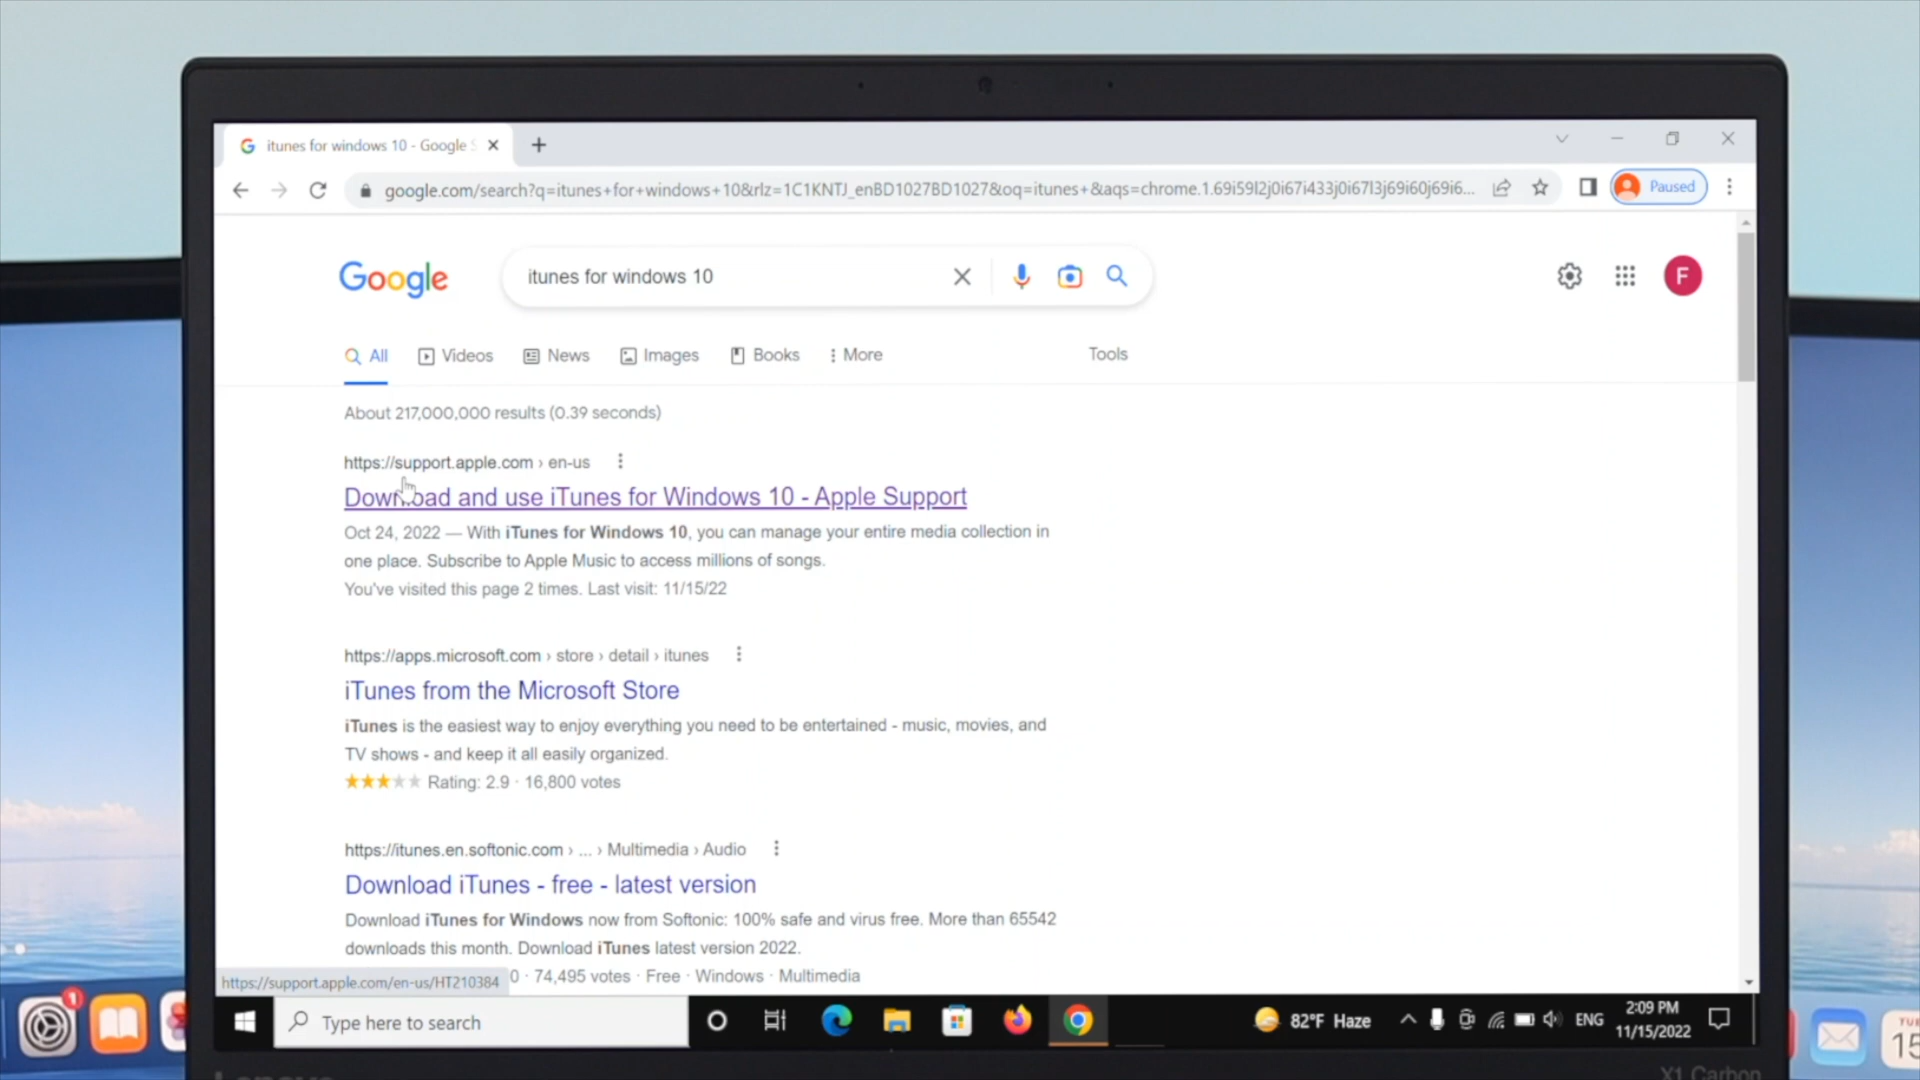 itunes for windows 10 - Google S
google.com/search?q=itunes+for+windows+10&rlz=1C1KNTJ_enBD1027BD1027&oq=itunes+&aqs=chrome.1.69i59l2j0i67i433j0i67l3j69i60j69i6...
Paused
Google
itunes for windows 10
F
All
Videos
News
Images
Books
More
Tools
About 217,000,000 results (0.39 seconds)
https://support.apple.com › en-us
Download and use iTunes for Windows 10 - Apple Support
Oct 24, 2022 — With iTunes for Windows 10, you can manage your entire media collection in
one place. Subscribe to Apple Music to access millions of songs.
You've visited this page 2 times. Last visit: 11/15/22
https://apps.microsoft.com › store › detail › itunes
iTunes from the Microsoft Store
iTunes is the easiest way to enjoy everything you need to be entertained - music, movies, and
TV shows - and keep it all easily organized.
Rating: 2.9 · 16,800 votes
https://itunes.en.softonic.com › ... › Multimedia › Audio
Download iTunes - free - latest version
Download iTunes for Windows now from Softonic: 100% safe and virus free. More than 65542
downloads this month. Download iTunes latest version 2022.
0 · 74,495 votes · Free · Windows · Multimedia
https://support.apple.com/en-us/HT210384
Type here to search
82°F Haze
ENG
2:09 PM
11/15/2022
1
TU
15
X1 Carbon